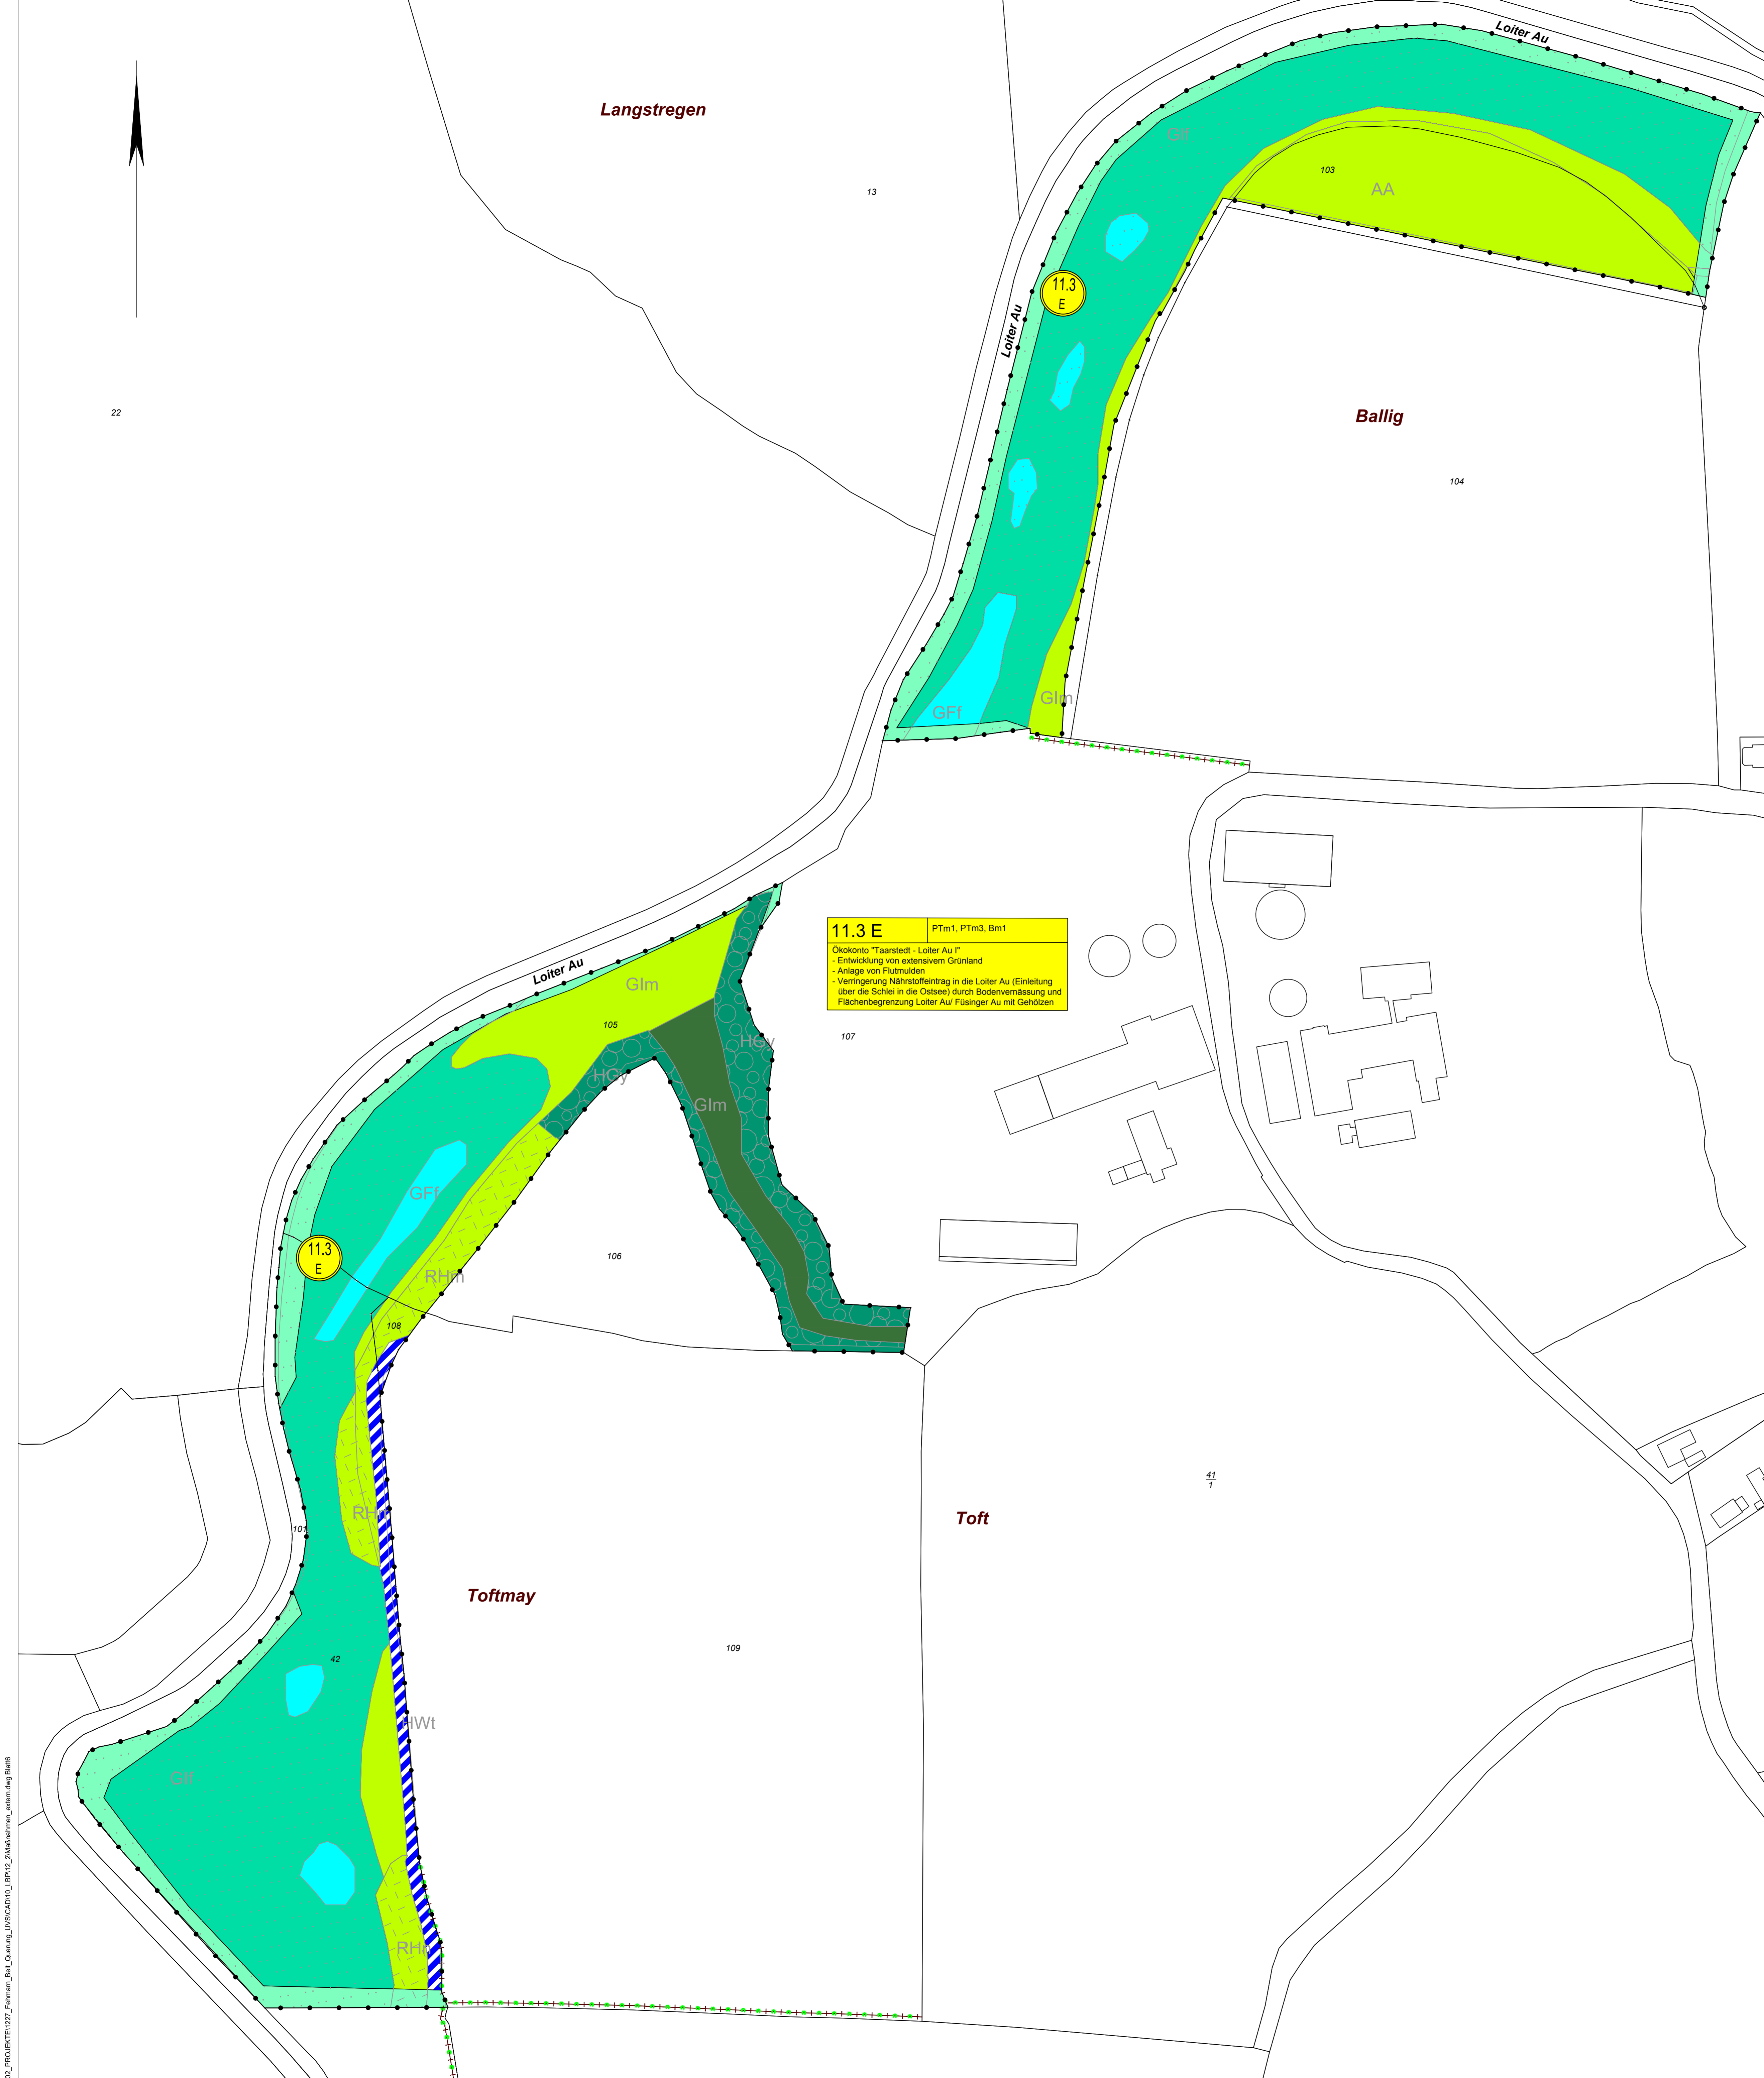 Loiter Au
Langstregen
GIf
103
13
AA
11.3
E
Loiter Au
22
Ballig
104
GIm
GFf
11.3 E
PTm1, PTm3, Bm1
Ökokonto "Taarstedt - Loiter Au I"
- Entwicklung von extensivem Grünland
- Anlage von Flutmulden
- Verringerung Nährstoffeintrag in die Loiter Au (Einleitung
über die Schlei in die Ostsee) durch Bodenvernässung und
Flächenbegrenzung Loiter Au/ Füsinger Au mit Gehölzen
Loiter Au
GIm
105
107
HGy
HGy
GIm
GFf
11.3
E
106
RHm
108
41
1
RHm
Toft
101
Toftmay
109
42
HWt
GIf
RHm